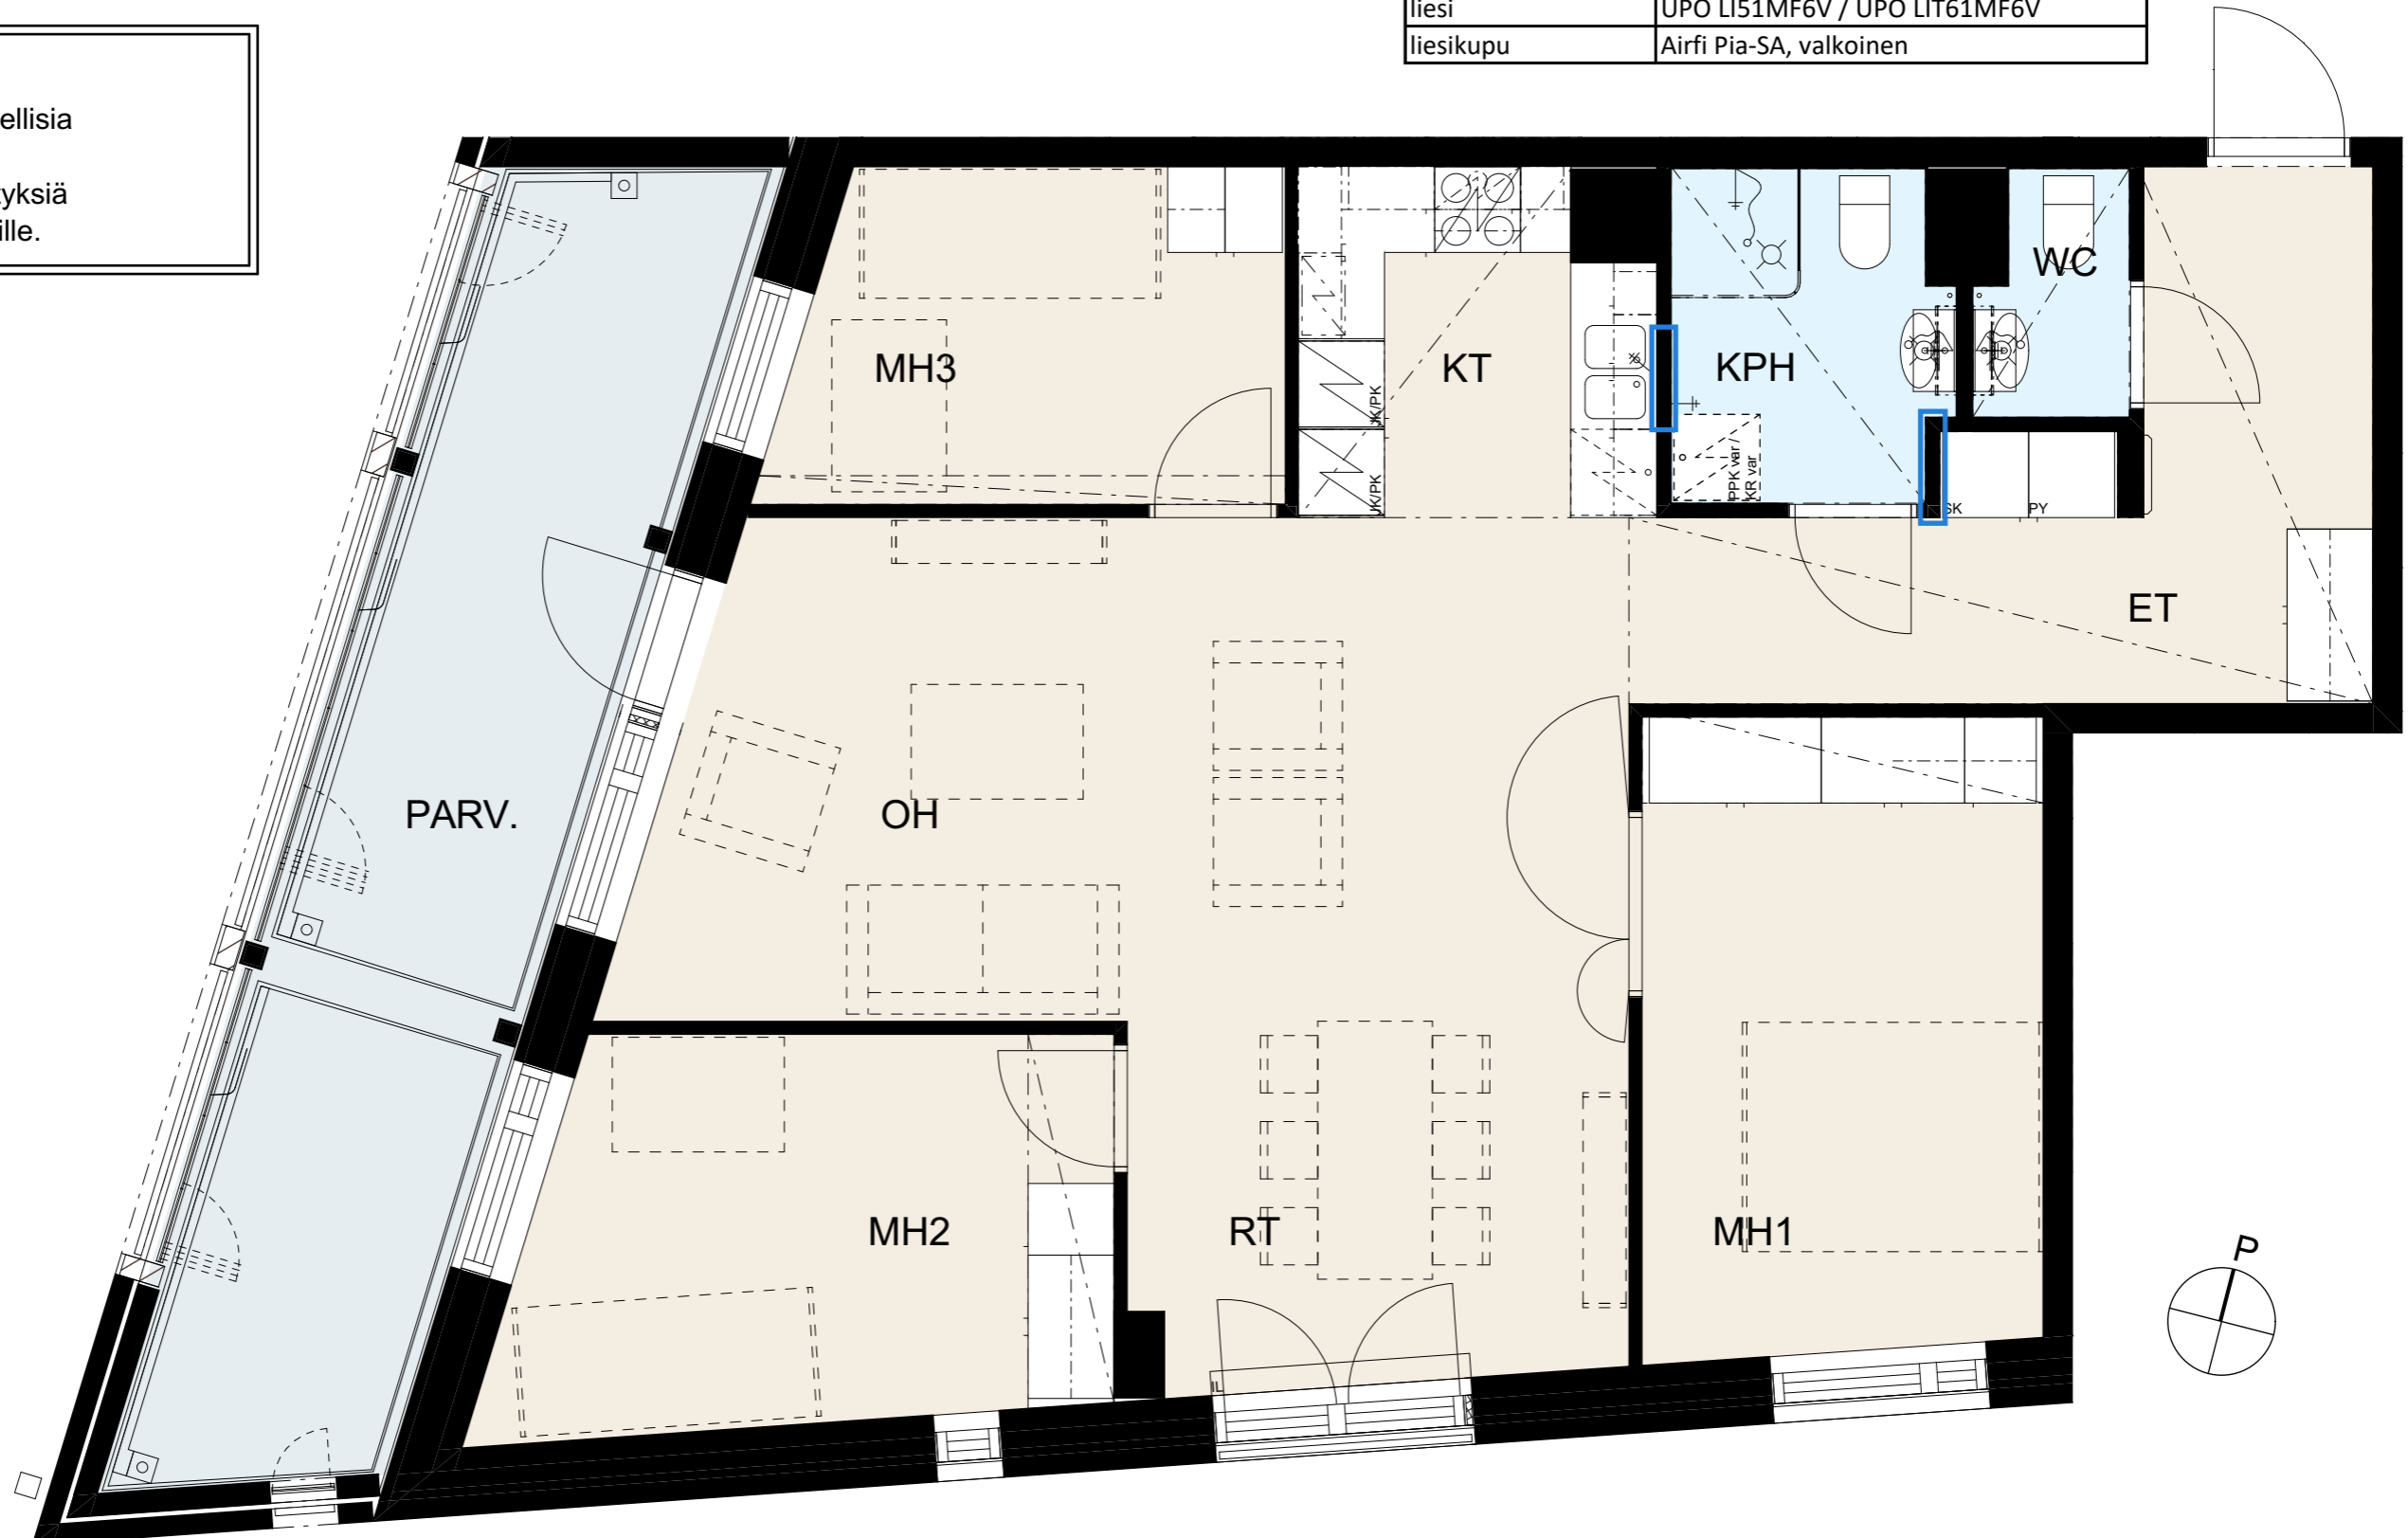 liesi UPO LI51MF6V / UPO LIT61MF6V
liesikupu Airfi Pia-SA, valkoinen
ellisia
tyksiä
ille.
WC
MH3
KT
KPH
JK/PK
JK/PK
PPK var /
KR var
SK
PY
ET
PARV.
OH
MH2
RT
MH1
P